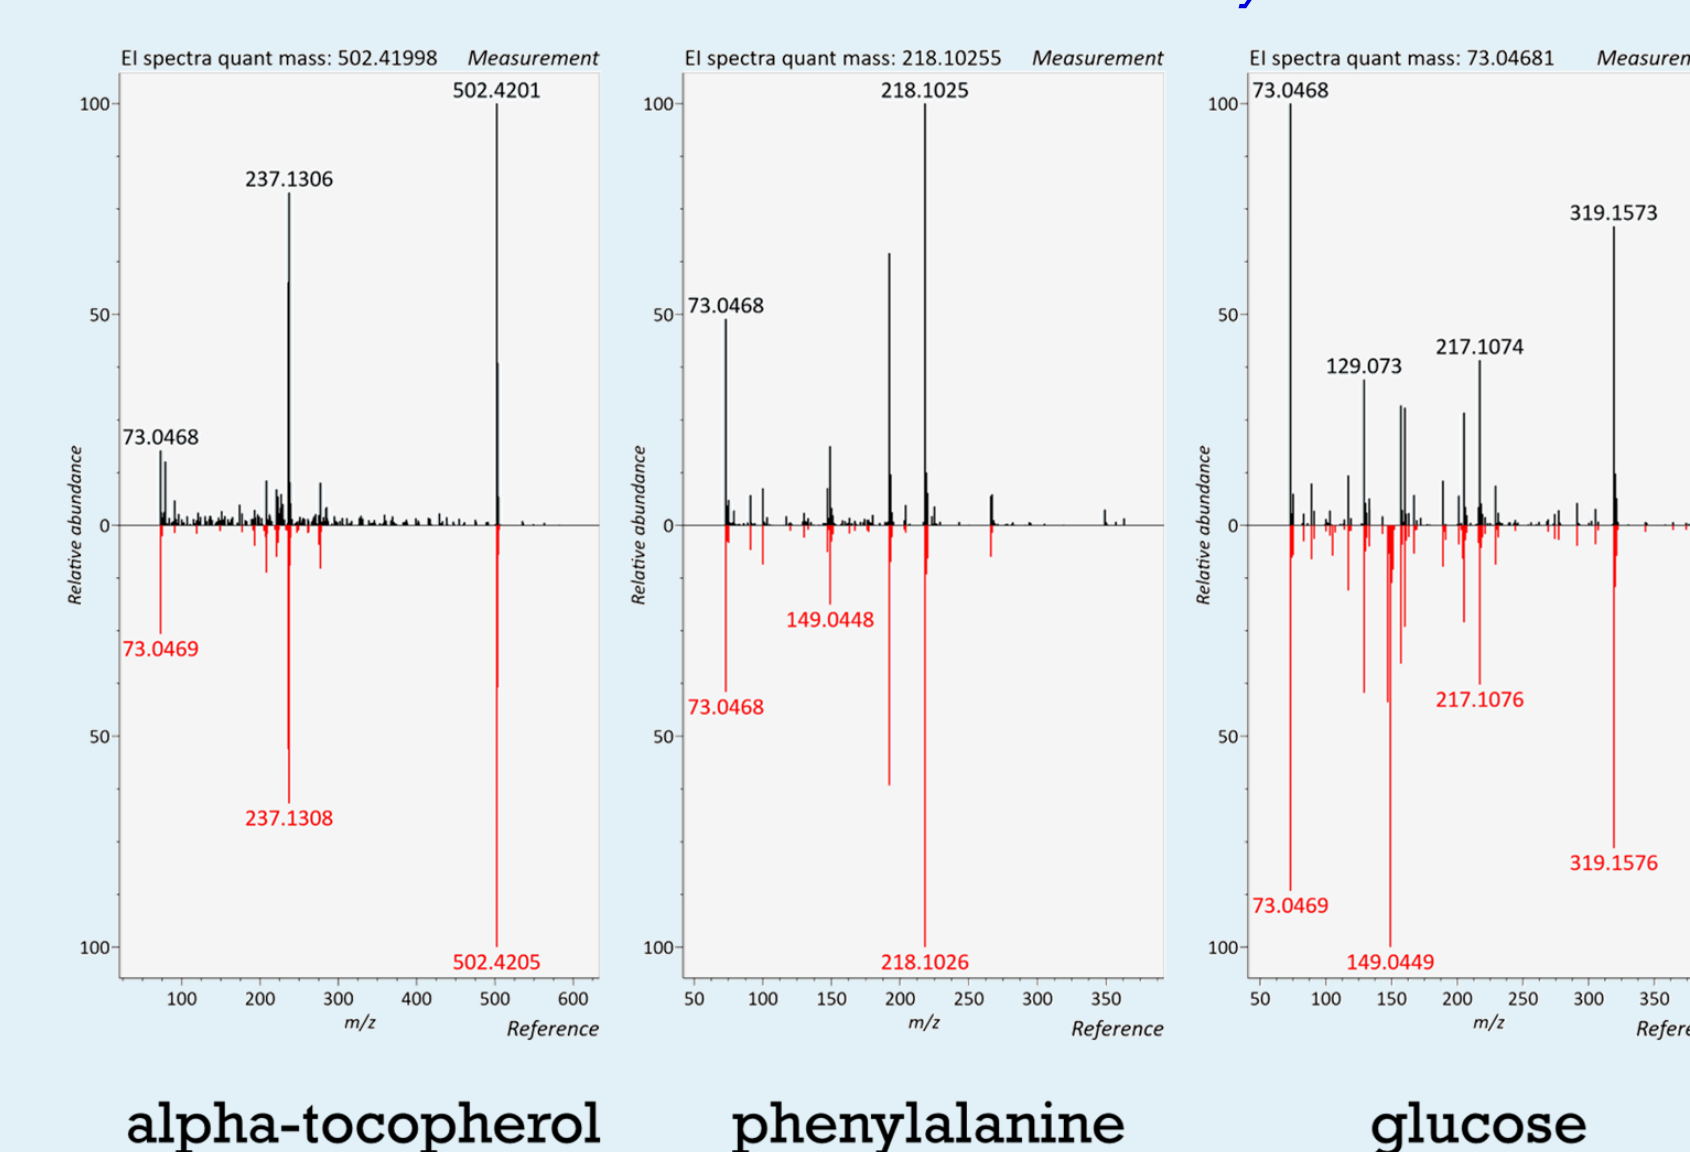 EI spectra quant mass: 502.41998 Measurement
502.4201
237.1306
73.0468
100
50
0
50
100
Relative abundance
73.0469
237.1308
502.4205
100 200 300 400 500 600
m/z
Reference
alpha-tocopherol
EI spectra quant mass: 218.10255 Measurement
218.1025
73.0468
100
50
0
50
100
Relative abundance
149.0448
73.0468
218.1026
50 100 150 200 250 300 350
m/z
Reference
phenylalanine
EI spectra quant mass: 73.04681 Measurem
73.0468
319.1573
217.1074
129.073
100
50
0
50
100
Relative abundance
217.1076
319.1576
73.0469
149.0449
50 100 150 200 250 300 350
m/z
Refere
glucose